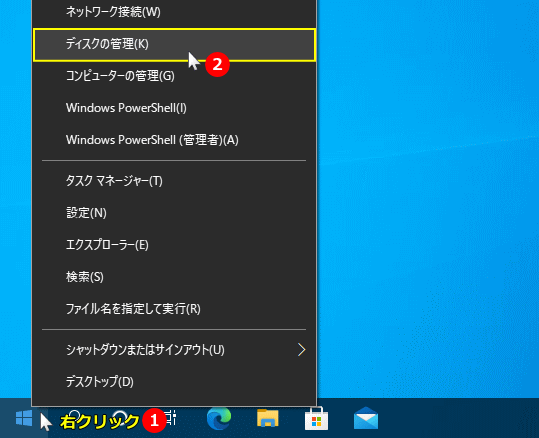 ネットワーク接続(W)
ディスクの管理(K)
2
コンピューターの管理(G)
Windows PowerShell(I)
Windows PowerShell (管理者)(A)
タスク マネージャー(T)
設定(N)
エクスプローラー(E)
検索(S)
ファイル名を指定して実行(R)
シャットダウンまたはサインアウト(U)
デスクトップ(D)
右クリック 1